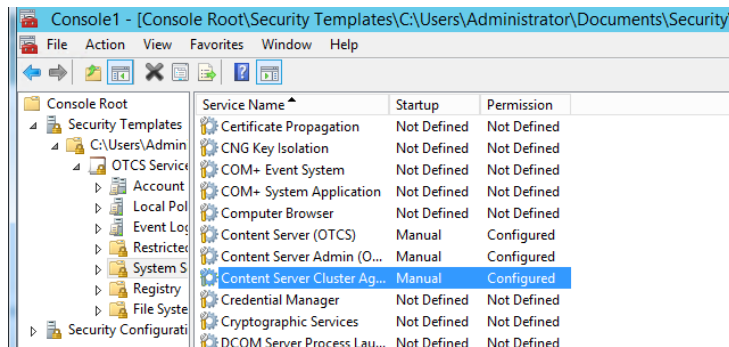 Console1 - [Console Root\Security Templates\C:\Users\Administrator\Documents\Security\
File Action View Favorites Window Help
Console Root
Security Templates
C:\Users\Admin
OTCS Service
Account
Local Pol
Event Log
Restricted
System S
Registry
File Syste
Security Configurati
Service Name Startup Permission
Certificate Propagation Not Defined Not Defined
CNG Key Isolation Not Defined Not Defined
COM+ Event System Not Defined Not Defined
COM+ System Application Not Defined Not Defined
Computer Browser Not Defined Not Defined
Content Server (OTCS) Manual Configured
Content Server Admin (O... Manual Configured
Content Server Cluster Ag... Manual Configured
Credential Manager Not Defined Not Defined
Cryptographic Services Not Defined Not Defined
DCOM Server Process Lau... Not Defined Not Defined